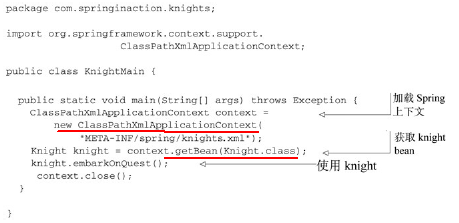 package com.springinaction.knights;
import org.springframework.context.support.
ClassPathXmlApplicationContext;
public class KnightMain {
public static void main(String[] args) throws Exception {
ClassPathXmlApplicationContext context =
new ClassPathXmlApplicationContext(
"META-INF/spring/knights.xml");
Knight knight = context.getBean(Knight.class);
knight.embarkOnQuest();
context.close();
}
}
加载 Spring
上下文
获取 knight
bean
使用 knight